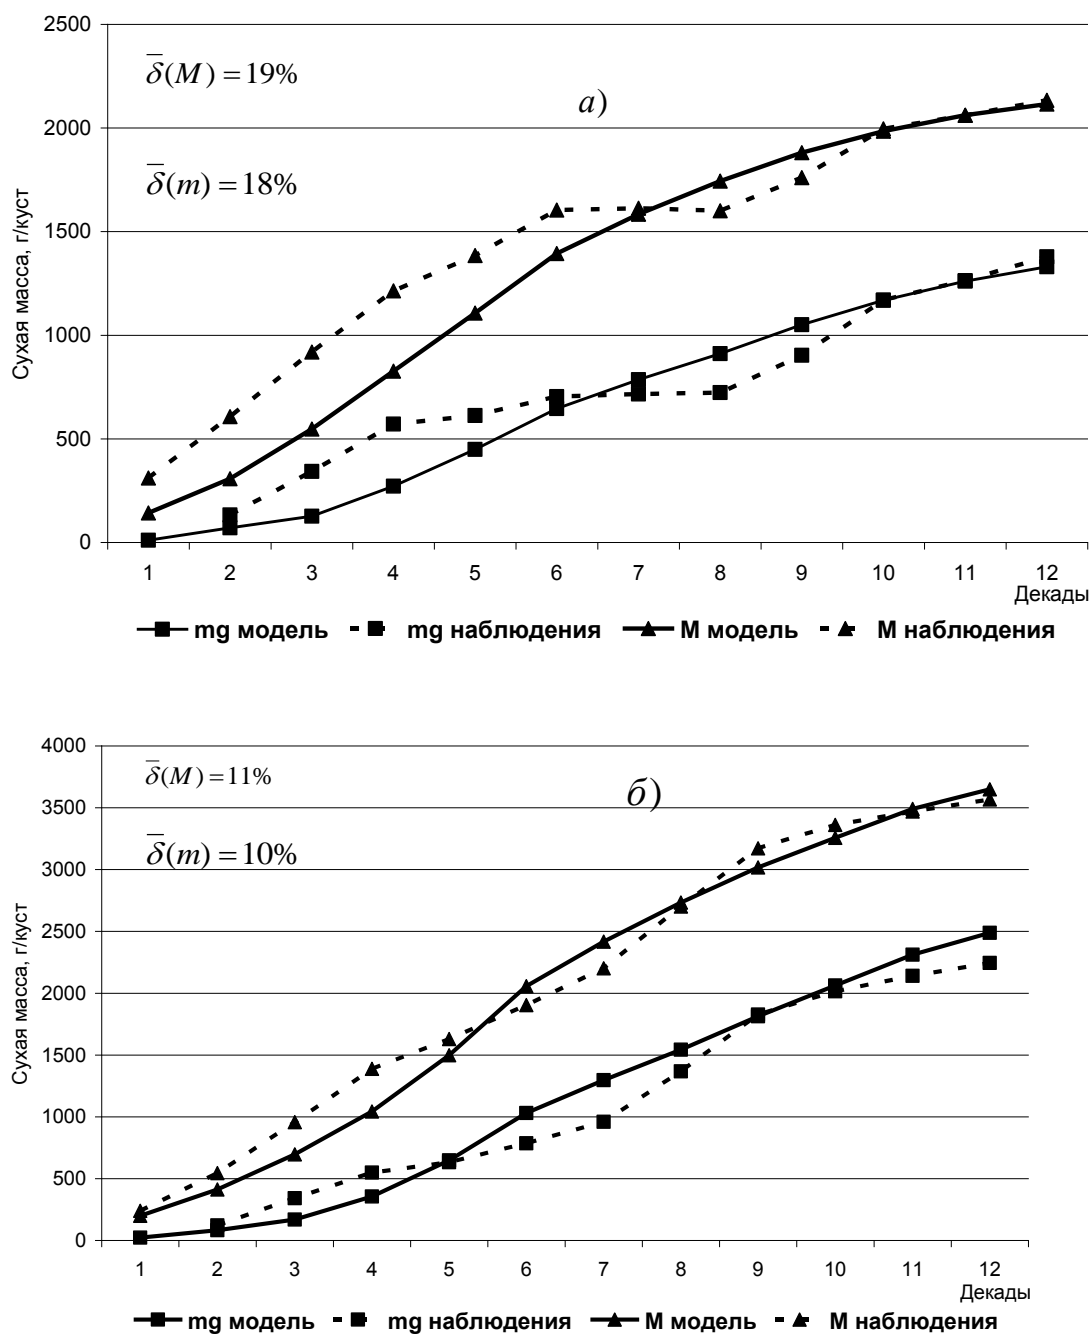 2500
2000
1500
1000
500
0
Сухая масса, г/куст
δ̅(M) = 19%
а)
δ̅(m) = 18%
1 2 3 4 5 6 7 8 9 10 11 12
Декады
mg модель mg наблюдения М модель М наблюдения
4000
3500
3000
2500
2000
1500
1000
500
0
Сухая масса, г/куст
δ̅(M) = 11%
б)
δ̅(m) = 10%
1 2 3 4 5 6 7 8 9 10 11 12
Декады
mg модель mg наблюдения М модель М наблюдения